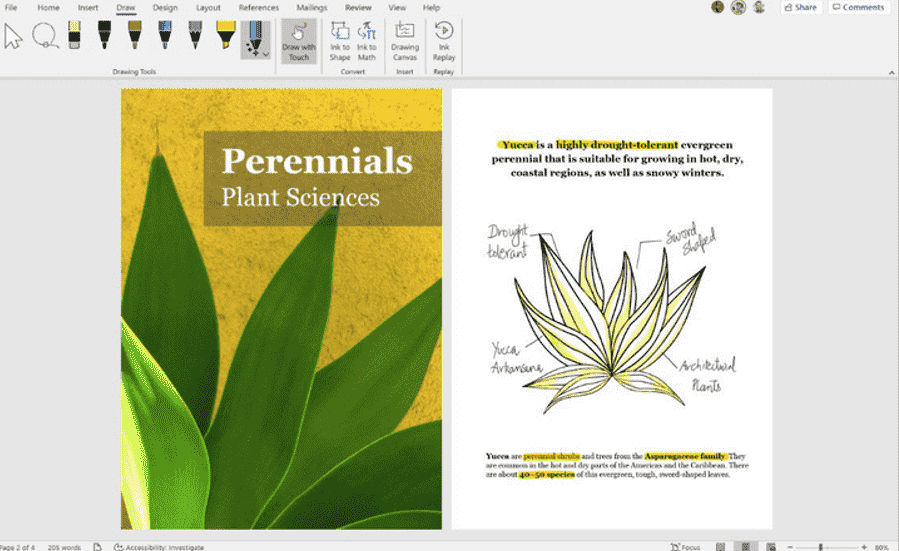 File Home Insert Draw Design Layout References Mailings Review View Help
Share Comments
Draw with Touch
Ink to Shape
Ink to Math
Drawing Canvas
Ink Replay
Drawing Tools Convert Insert Replay
Perennials
Plant Sciences
Yucca is a highly drought-tolerant evergreen
perennial that is suitable for growing in hot, dry,
coastal regions, as well as snowy winters.
Drought
tolerant
Sword
shaped
Yucca
Arkansana
Architectural
Plants
Yucca are perennial shrubs and trees from the Asparagaceae family. They
are common in the hot and dry parts of the Americas and the Caribbean. There
are about 40–50 species of this evergreen, tough, sword-shaped leaves.
Page 2 of 4 205 words Accessibility: Investigate Focus 80%